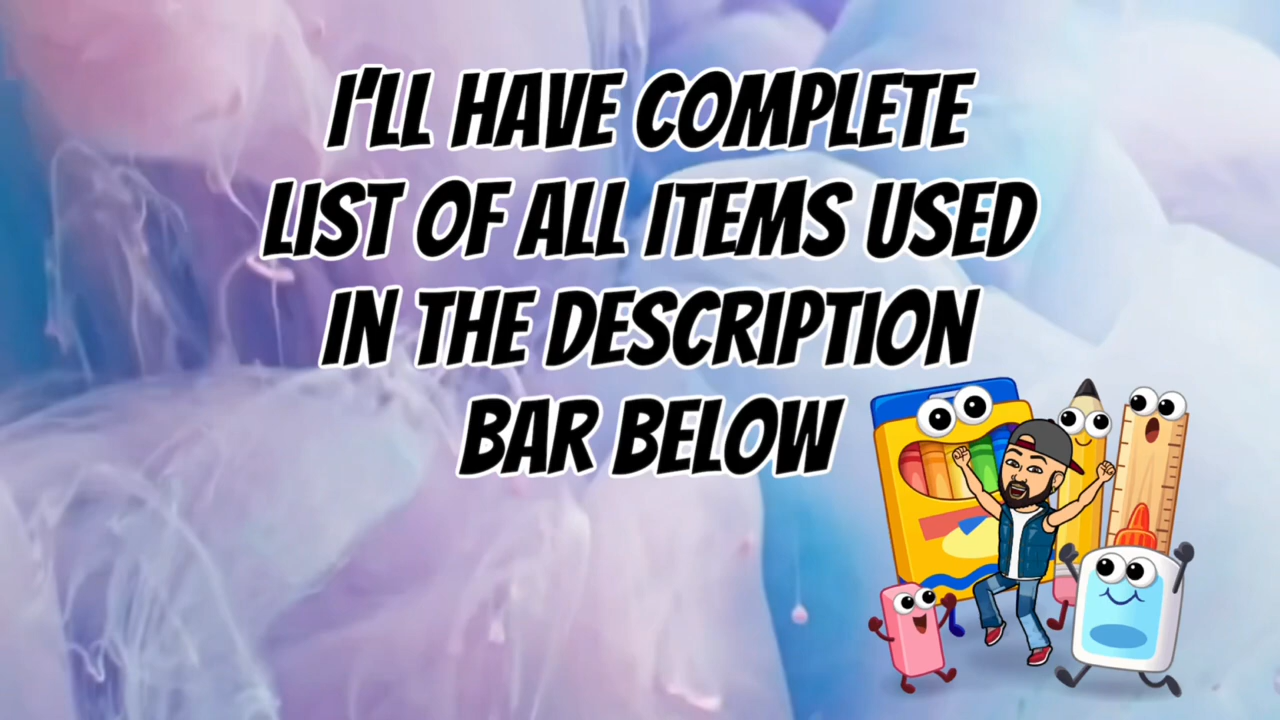 I'LL HAVE COMPLETE
LIST OF ALL ITEMS USED
IN THE DESCRIPTION
BAR BELOW